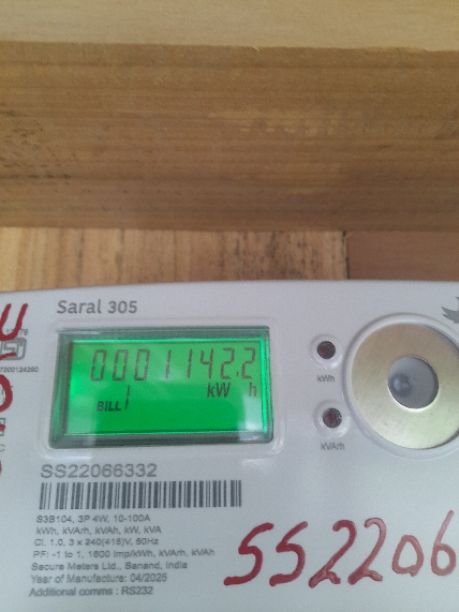 Saral 305
0001142.2
kW h
BILL
kWh
kVArh
SS22066332
S3B104, 3P 4W, 10-100A
kWh, kVArh, kVAh, kW, kVA
Cl. 1.0, 3 x 240(415)V, 50Hz
PF: -1 to 1, 1600 imp/kWh, kVArh, kVAh
Secure Meters Ltd., Sanand, India
Year of Manufacture: 04/2025
Additional comms : RS232
SS2206